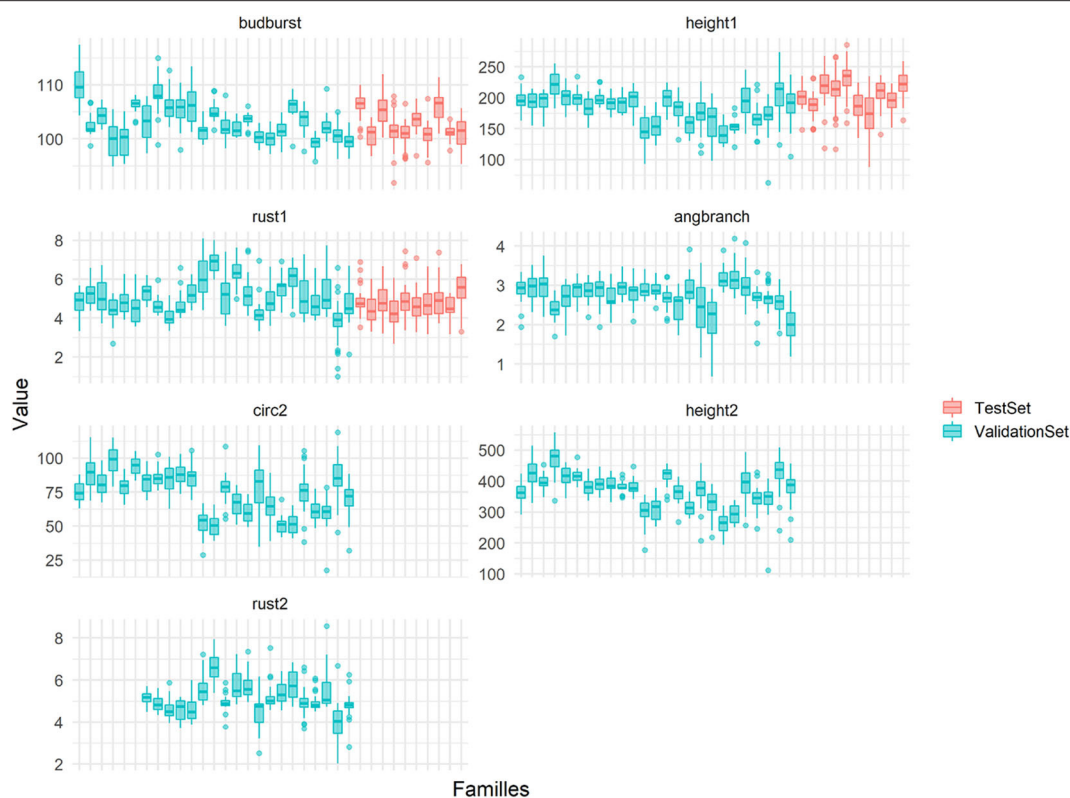 budburst
height1
110
100
250
200
150
100
rust1
angbranch
8
6
4
2
4
3
2
1
Value
circ2
height2
100
75
50
25
500
400
300
200
100
TestSet
ValidationSet
rust2
8
6
4
2
Familles